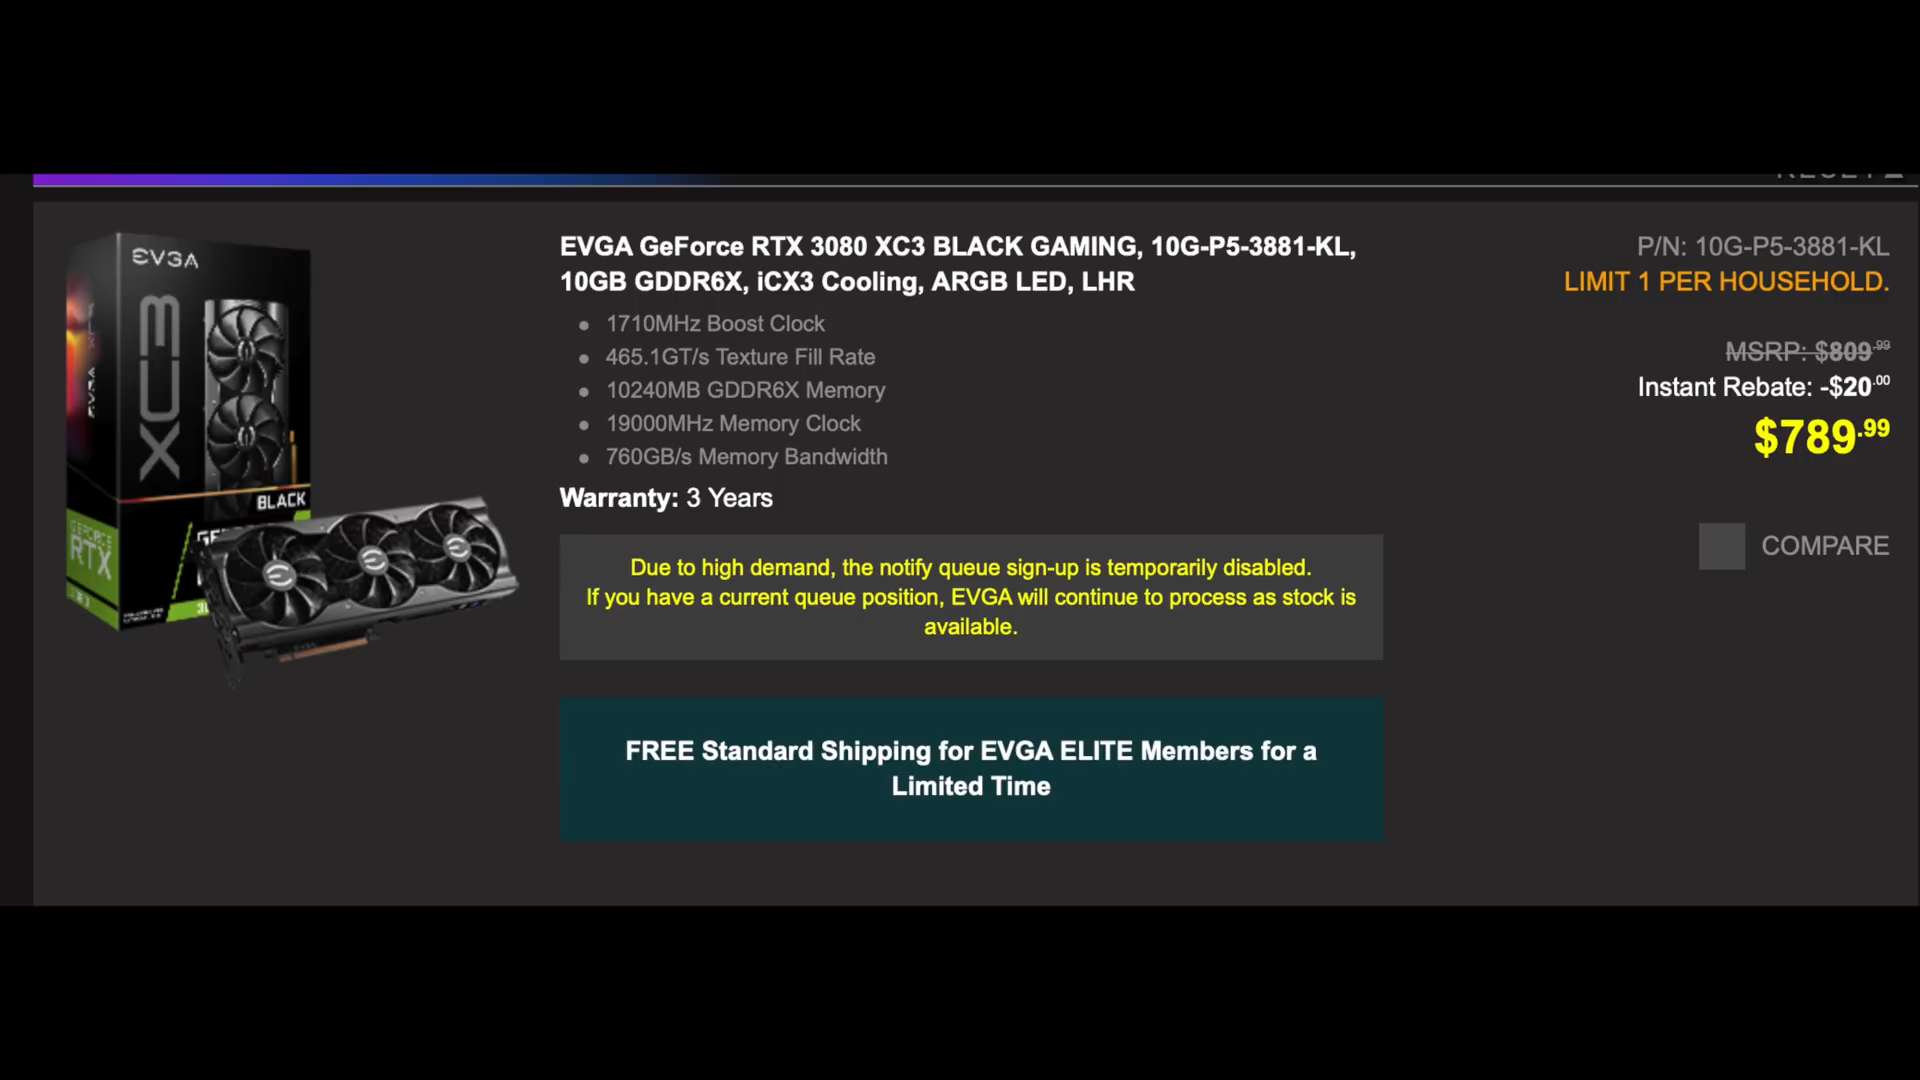 RESET
EVGA GeForce RTX 3080 XC3 BLACK GAMING, 10G-P5-3881-KL,
10GB GDDR6X, iCX3 Cooling, ARGB LED, LHR
1710MHz Boost Clock
465.1GT/s Texture Fill Rate
10240MB GDDR6X Memory
19000MHz Memory Clock
760GB/s Memory Bandwidth
Warranty: 3 Years
Due to high demand, the notify queue sign-up is temporarily disabled.
If you have a current queue position, EVGA will continue to process as stock is
available.
FREE Standard Shipping for EVGA ELITE Members for a
Limited Time
P/N: 10G-P5-3881-KL
LIMIT 1 PER HOUSEHOLD.
MSRP: $809.99
Instant Rebate: -$20.00
$789.99
COMPARE
EVGA
XC3
BLACK
GEFORCE
RTX